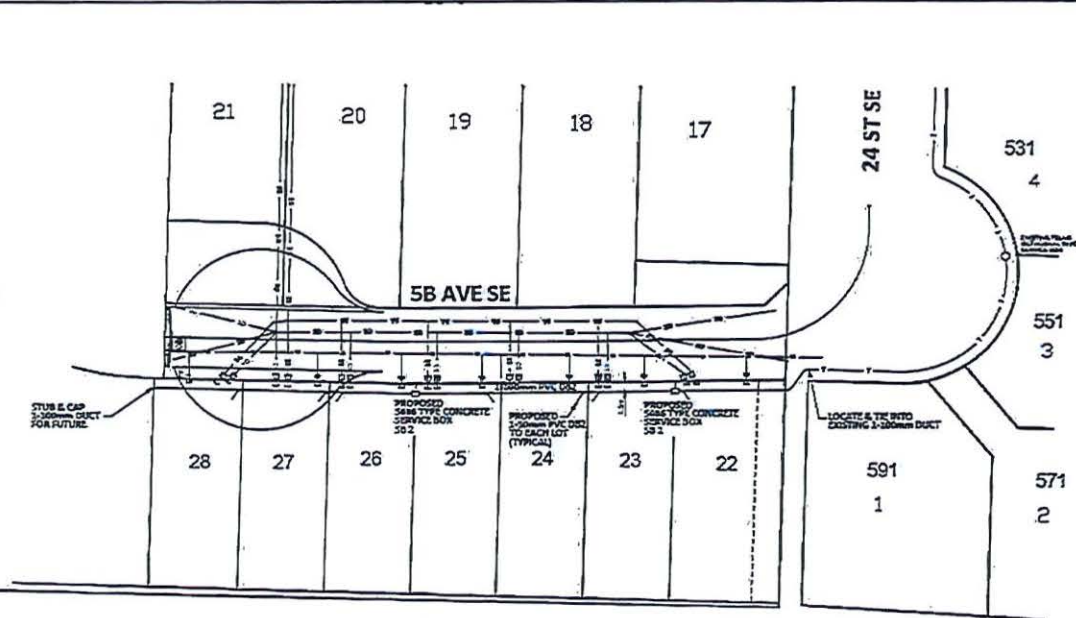 21
20
19
18
17
24 ST SE
531
4
5B AVE SE
551
3
STUB & CAP
1-100mm DUCT
FOR FUTURE
PROPOSED
5686 TYPE CONCRETE
SERVICE BOX
SB 2
PROPOSED
1-50mm PVC DB2
TO EACH LOT
(TYPICAL)
PROPOSED
5686 TYPE CONCRETE
SERVICE BOX
SB 2
LOCATE & TIE INTO
EXISTING 1-100mm DUCT
28
27
26
25
24
23
22
591
1
571
2